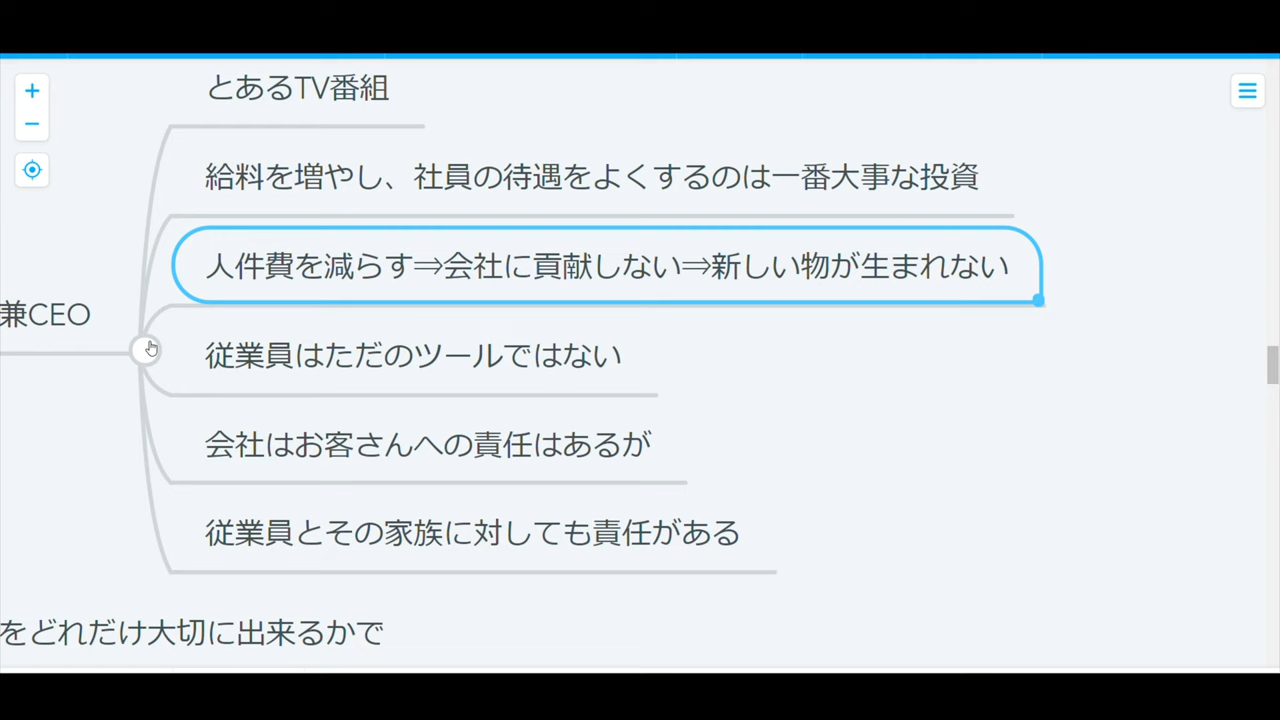 とあるTV番組
給料を増やし、社員の待遇をよくするのは一番大事な投資
人件費を減らす⇒会社に貢献しない⇒新しい物が生まれない
兼CEO
従業員はただのツールではない
会社はお客さんへの責任はあるが
従業員とその家族に対しても責任がある
をどれだけ大切に出来るかで